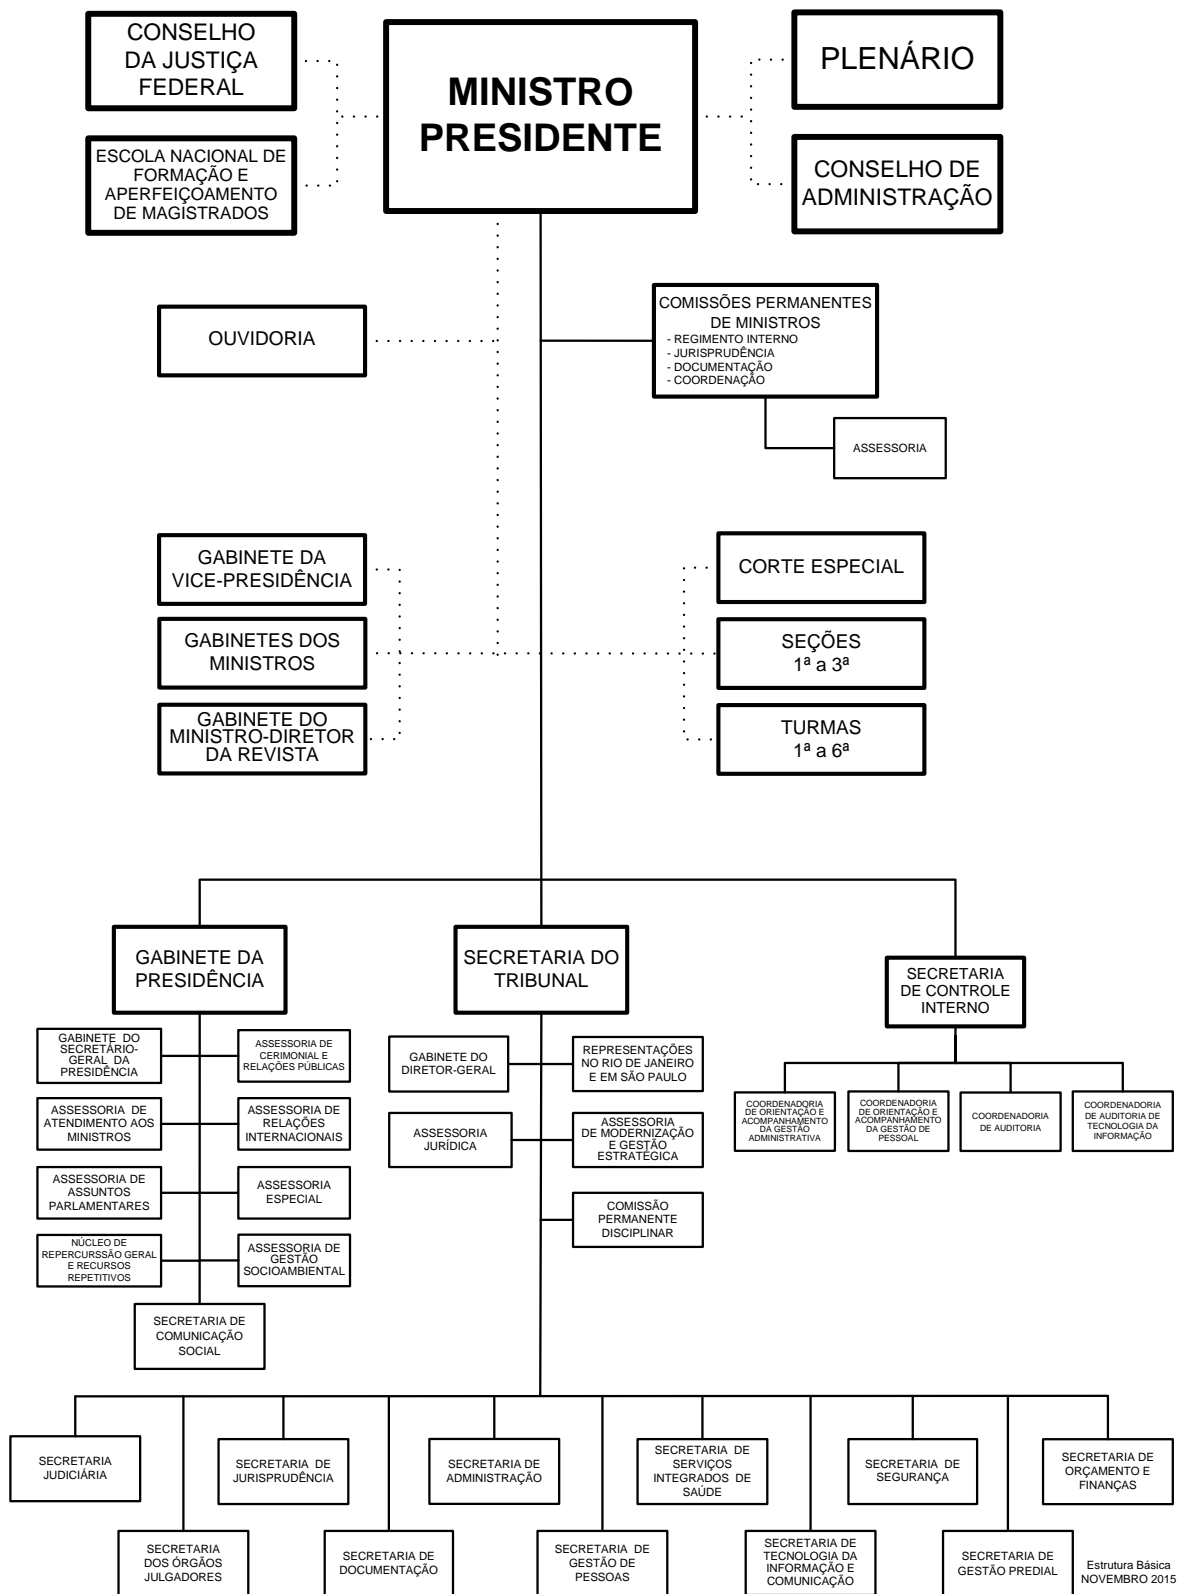 CONSELHO
DA JUSTIÇA
FEDERAL
MINISTRO
PRESIDENTE
PLENÁRIO
ESCOLA NACIONAL DE
FORMAÇÃO E
APERFEIÇOAMENTO
DE MAGISTRADOS
CONSELHO DE
ADMINISTRAÇÃO
OUVIDORIA
COMISSÕES PERMANENTES
DE MINISTROS
- REGIMENTO INTERNO
- JURISPRUDÊNCIA
- DOCUMENTAÇÃO
- COORDENAÇÃO
ASSESSORIA
GABINETE DA
VICE-PRESIDÊNCIA
CORTE ESPECIAL
GABINETES DOS
MINISTROS
SEÇÕES
1ª a 3ª
GABINETE DO
MINISTRO-DIRETOR
DA REVISTA
TURMAS
1ª a 6ª
GABINETE DA
PRESIDÊNCIA
SECRETARIA DO
TRIBUNAL
SECRETARIA
DE CONTROLE
INTERNO
GABINETE DO
SECRETÁRIO-
GERAL DA
PRESIDÊNCIA
ASSESSORIA DE
CERIMONIAL E
RELAÇÕES PÚBLICAS
GABINETE DO
DIRETOR-GERAL
REPRESENTAÇÕES
NO RIO DE JANEIRO
E EM SÃO PAULO
COORDENADORIA
DE ORIENTAÇÃO E
ACOMPANHAMENTO
DA GESTÃO
ADMINISTRATIVA
COORDENADORIA
DE ORIENTAÇÃO E
ACOMPANHAMENTO
DA GESTÃO DE
PESSOAL
COORDENADORIA
DE AUDITORIA
COORDENADORIA
DE AUDITORIA DE
TECNOLOGIA DA
INFORMAÇÃO
ASSESSORIA DE
ATENDIMENTO AOS
MINISTROS
ASSESSORIA DE
RELAÇÕES
INTERNACIONAIS
ASSESSORIA
JURÍDICA
ASSESSORIA
DE MODERNIZAÇÃO
E GESTÃO
ESTRATÉGICA
ASSESSORIA DE
ASSUNTOS
PARLAMENTARES
ASSESSORIA
ESPECIAL
COMISSÃO
PERMANENTE
DISCIPLINAR
NÚCLEO DE
REPERCURSSÃO GERAL
E RECURSOS
REPETITIVOS
ASSESSORIA DE
GESTÃO
SOCIOAMBIENTAL
SECRETARIA DE
COMUNICAÇÃO
SOCIAL
SECRETARIA
JUDICIÁRIA
SECRETARIA DE
JURISPRUDÊNCIA
SECRETARIA DE
ADMINISTRAÇÃO
SECRETARIA DE
SERVIÇOS
INTEGRADOS DE
SAÚDE
SECRETARIA DE
SEGURANÇA
SECRETARIA DE
ORÇAMENTO E
FINANÇAS
SECRETARIA
DOS ÓRGÃOS
JULGADORES
SECRETARIA DE
DOCUMENTAÇÃO
SECRETARIA DE
GESTÃO DE
PESSOAS
SECRETARIA DE
TECNOLOGIA DA
INFORMAÇÃO E
COMUNICAÇÃO
SECRETARIA DE
GESTÃO PREDIAL
Estrutura Básica
NOVEMBRO 2015